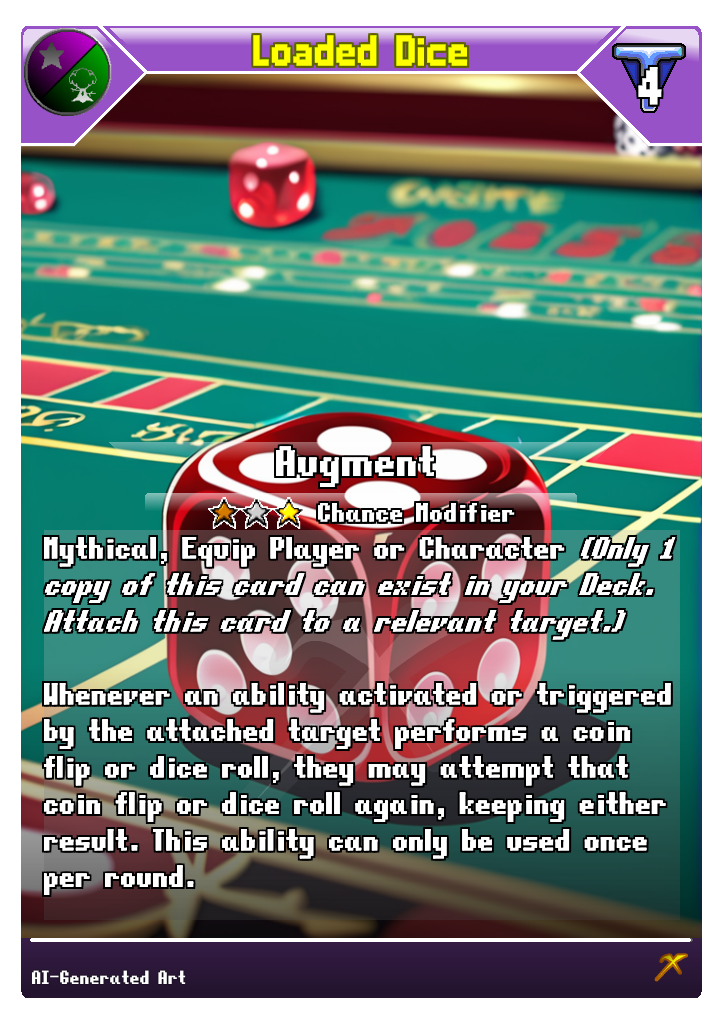 Loaded Dice
4
Augment
Chance Modifier
Mythical, Equip Player or Character (Only 1
copy of this card can exist in your Deck.
Attach this card to a relevant target.)
Whenever an ability activated or triggered
by the attached target performs a coin
flip or dice roll, they may attempt that
coin flip or dice roll again, keeping either
result. This ability can only be used once
per round.
AI-Generated Art